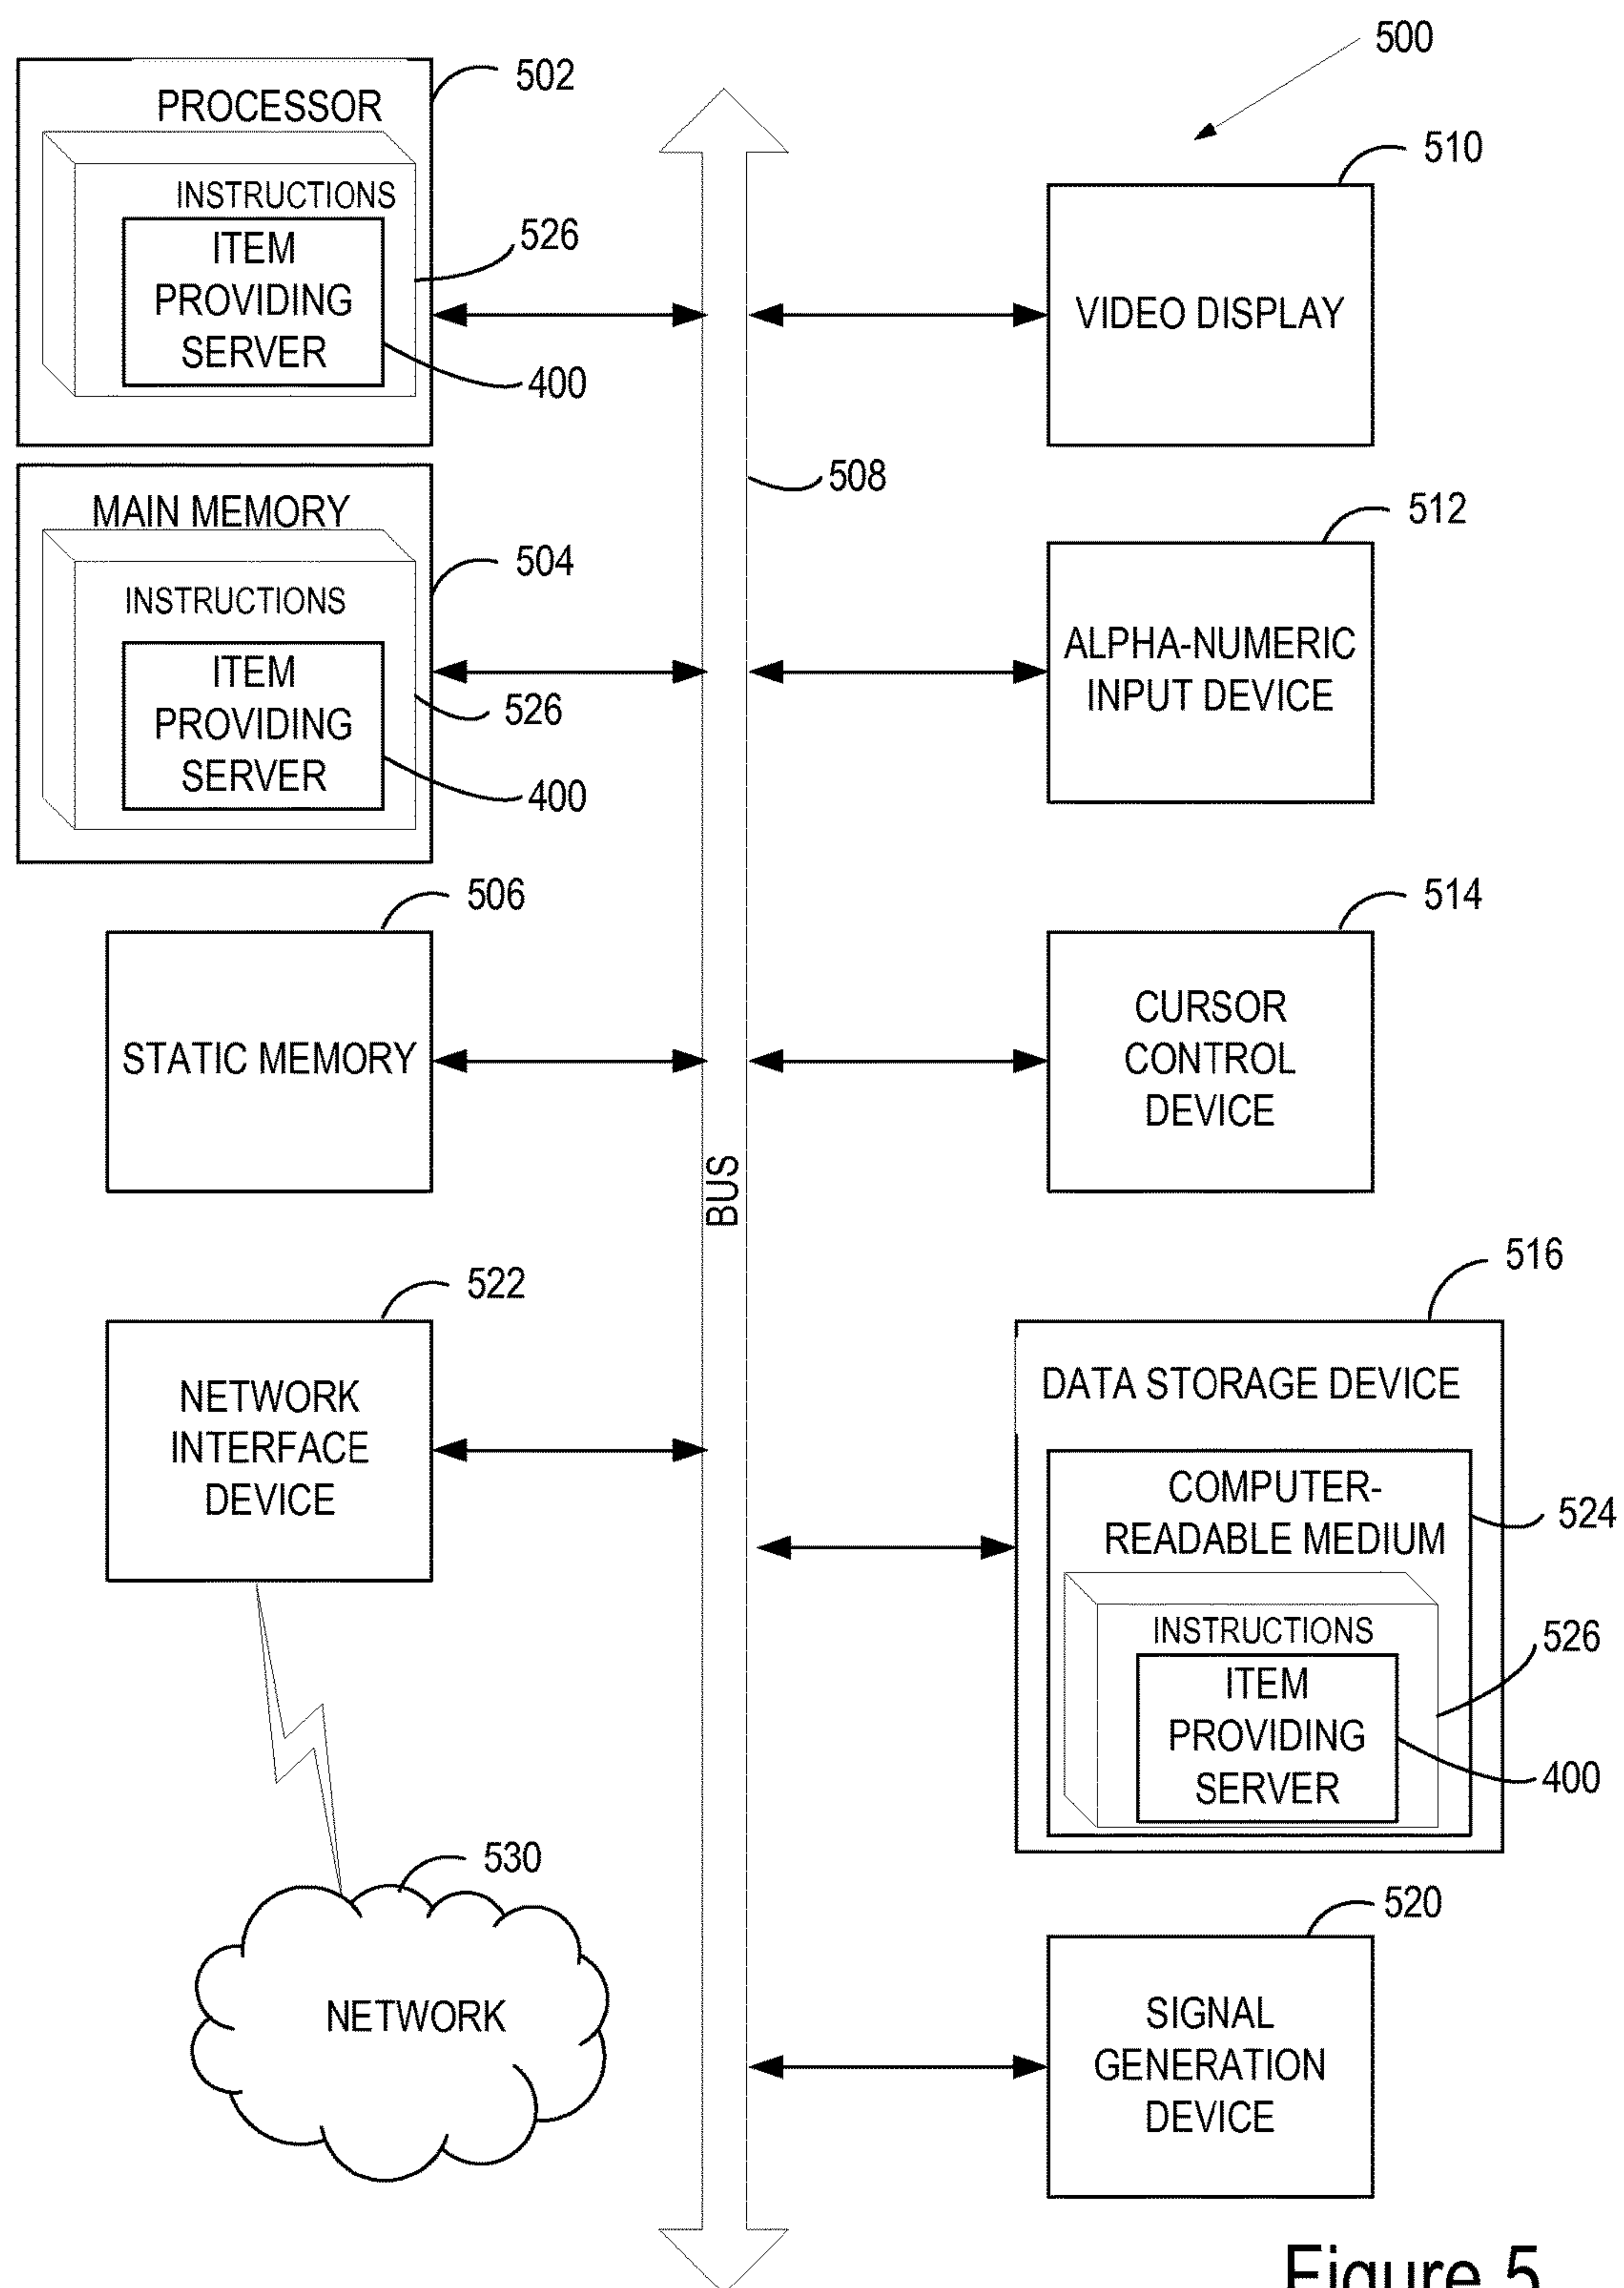 500
502
PROCESSOR
INSTRUCTIONS
526
ITEM
PROVIDING
SERVER
400
510
VIDEO DISPLAY
508
MAIN MEMORY
504
INSTRUCTIONS
ITEM
PROVIDING
SERVER
526
400
512
ALPHA-NUMERIC
INPUT DEVICE
506
STATIC MEMORY
514
CURSOR
CONTROL
DEVICE
BUS
522
NETWORK
INTERFACE
DEVICE
516
DATA STORAGE DEVICE
COMPUTER-
READABLE MEDIUM
524
INSTRUCTIONS
526
ITEM
PROVIDING
SERVER
400
530
NETWORK
520
SIGNAL
GENERATION
DEVICE
Figure 5